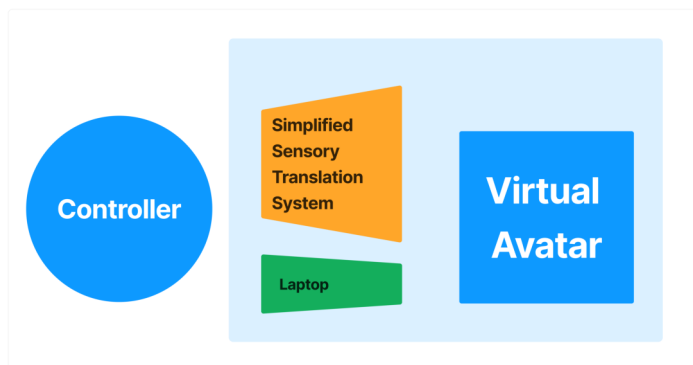 Controller
Simplified
Sensory
Translation
System
Laptop
Virtual
Avatar